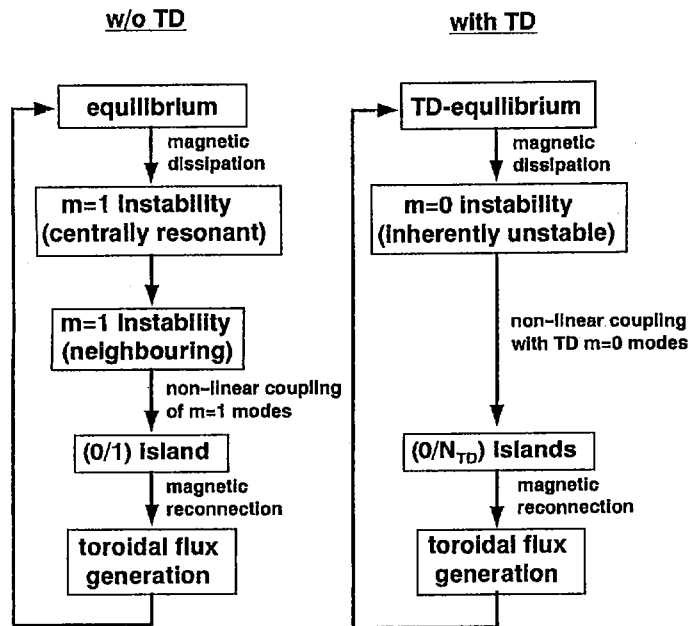 w/o TD
equilibrium
magnetic
dissipation
m=1 instability
(centrally resonant)
m=1 instability
(neighbouring)
non-linear coupling
of m=1 modes
(0/1) island
magnetic
reconnection
toroidal flux
generation
with TD
TD-equlibrium
magnetic
dissipation
m=0 instability
(inherently unstable)
non-linear coupling
with TD m=0 modes
(0/N_TD) islands
magnetic
reconnection
toroidal flux
generation